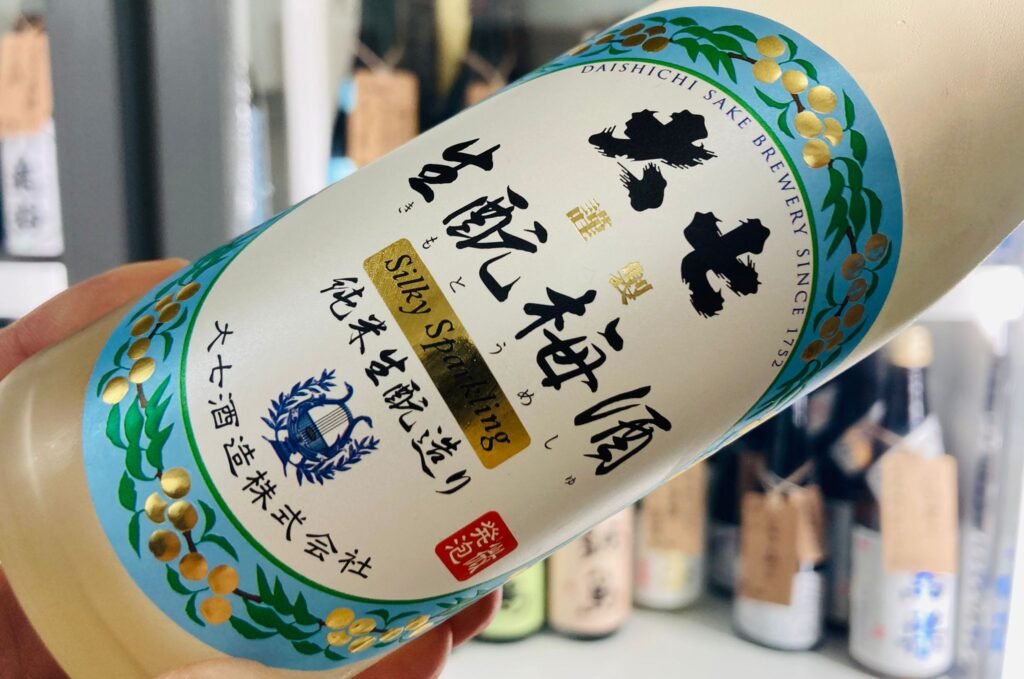 DAISHICHI SAKE BREWERY SINCE 1752
大七
謹製
生酛梅酒
きもとうめしゅ
Silky Sparkling
純米生酛造り
大七酒造株式会社
発泡